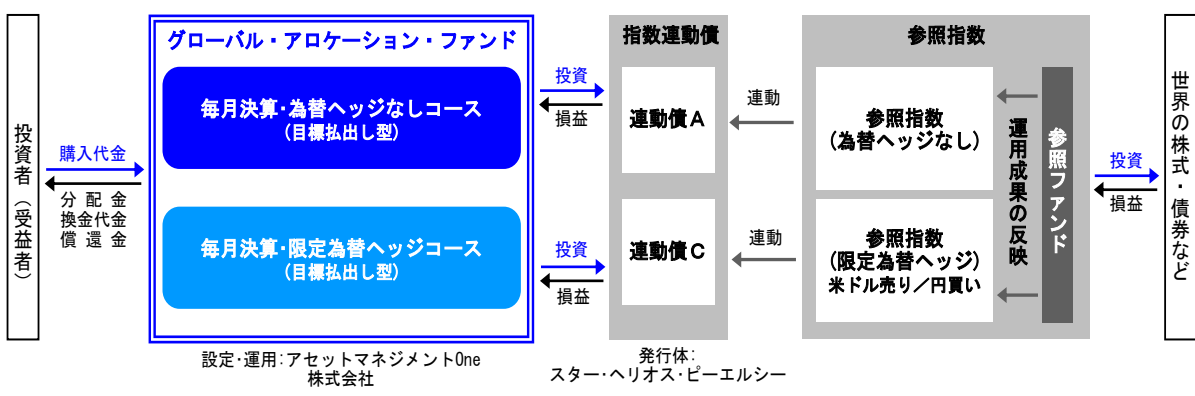 投資者（受益者）
購入代金
分配金
換金代金
償還金
グローバル・アロケーション・ファンド
毎月決算・為替ヘッジなしコース
(目標払出し型)
毎月決算・限定為替ヘッジコース
(目標払出し型)
設定・運用:アセットマネジメントOne
株式会社
投資
損益
投資
損益
指数連動債
連動債A
連動債C
発行体:
スター・ヘリオス・ピーエルシー
連動
連動
参照指数
参照指数
(為替ヘッジなし)
参照指数
(限定為替ヘッジ)
米ドル売り／円買い
運用成果の反映
参照ファンド
投資
損益
世界の株式・債券など